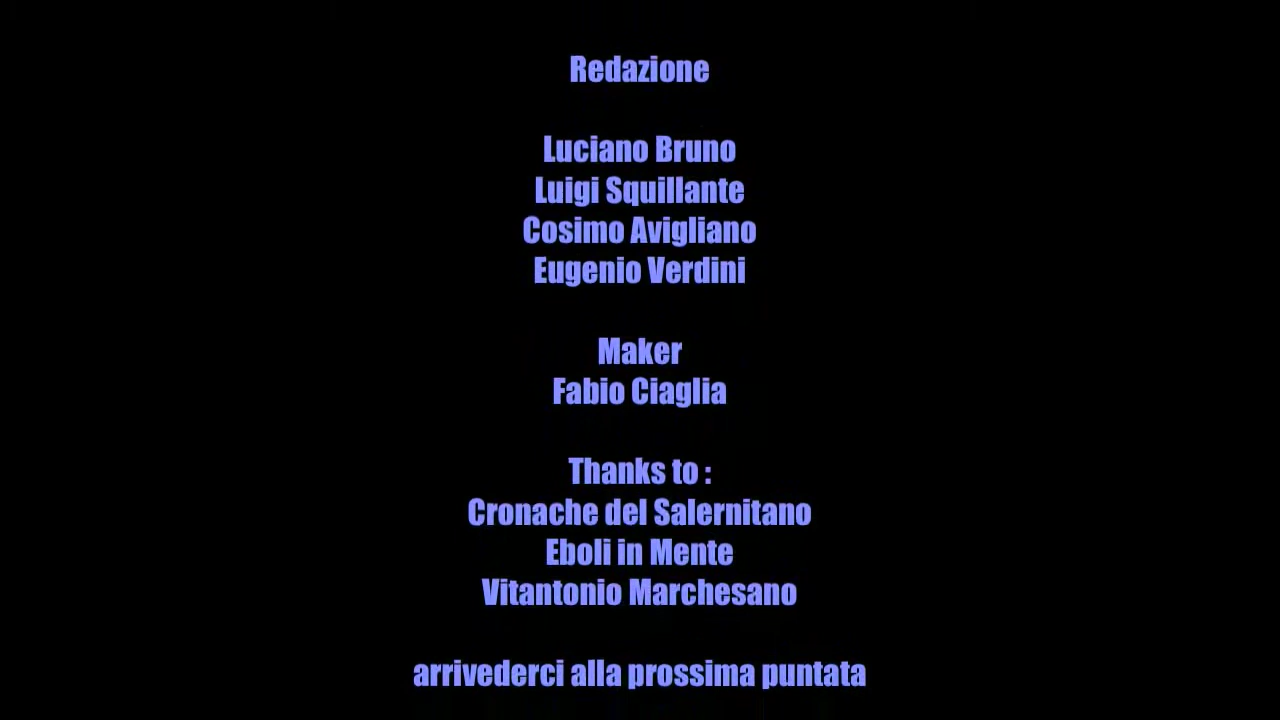 Redazione
Luciano Bruno
Luigi Squillante
Cosimo Avigliano
Eugenio Verdini
Maker
Fabio Ciaglia
Thanks to :
Cronache del Salernitano
Eboli in Mente
Vitantonio Marchesano
arrivederci alla prossima puntata